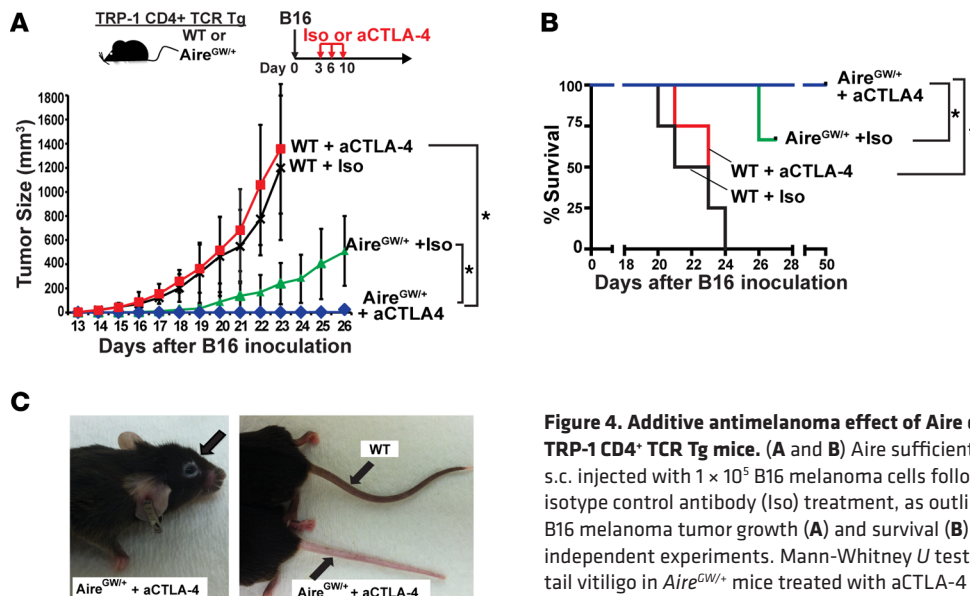 A
TRP-1 CD4+ TCR Tg
WT or
Aire^GW/+
B16
Iso or aCTLA-4
Day 0 3 6 10
Tumor Size (mm³)
1800
1600
1400
1200
1000
800
600
400
200
0
WT + aCTLA-4
WT + Iso
*
Aire^GW/+ +Iso
*
Aire^GW/+
+ aCTLA4
13 14 15 16 17 18 19 20 21 22 23 24 25 26
Days after B16 inoculation
B
% Survival
100
75
50
25
0
Aire^GW/+
+ aCTLA4
*
Aire^GW/+ +Iso
WT + aCTLA-4
WT + Iso
0 18 20 22 24 26 28 50
Days after B16 inoculation
C
Aire^GW/+ + aCTLA-4
WT
Aire^GW/+ + aCTLA-4
Figure 4. Additive antimelanoma effect of Aire
TRP-1 CD4⁺ TCR Tg mice. (A and B) Aire sufficient
s.c. injected with 1 × 10⁵ B16 melanoma cells
isotype control antibody (Iso) treatment, as
B16 melanoma tumor growth (A) and survival (B)
independent experiments. Mann-Whitney U
tail vitiligo in Aire^GW/+ mice treated with aCTLA-4